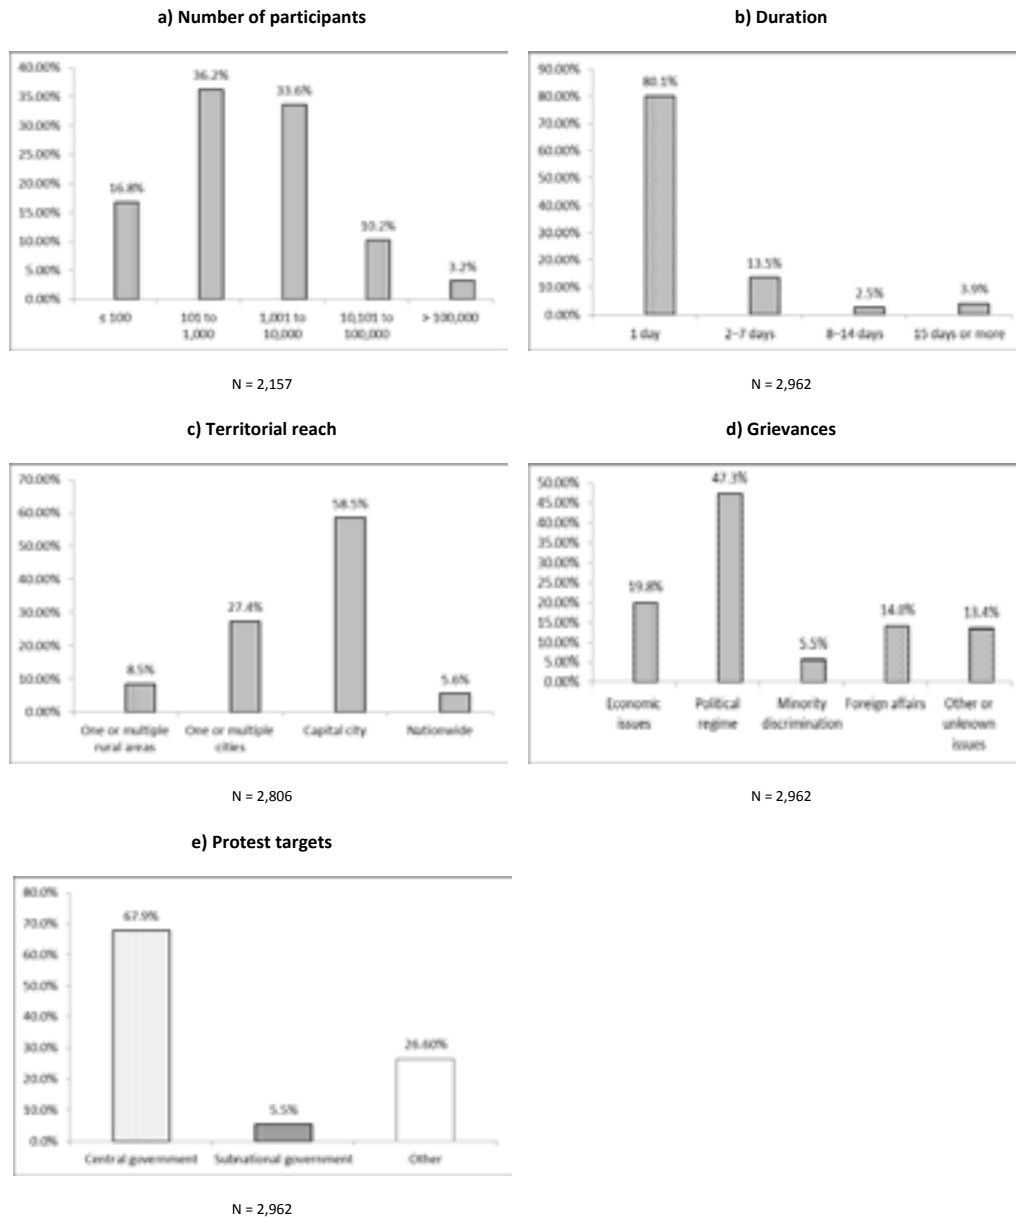 a) Number of participants
40.00%
35.00%
30.00%
25.00%
20.00%
15.00%
10.00%
5.00%
0.00%
16.8%
36.2%
33.6%
10.2%
3.2%
≤ 100
101 to
1,000
1,001 to
10,000
10,101 to
100,000
> 100,000
N = 2,157
b) Duration
90.00%
80.00%
70.00%
60.00%
50.00%
40.00%
30.00%
20.00%
10.00%
0.00%
80.1%
13.5%
2.5%
3.9%
1 day
2–7 days
8–14 days
15 days or more
N = 2,962
c) Territorial reach
70.00%
60.00%
50.00%
40.00%
30.00%
20.00%
10.00%
0.00%
8.5%
27.4%
58.5%
5.6%
One or multiple
rural areas
One or multiple
cities
Capital city
Nationwide
N = 2,806
d) Grievances
50.00%
45.00%
40.00%
35.00%
30.00%
25.00%
20.00%
15.00%
10.00%
5.00%
0.00%
19.8%
47.3%
5.5%
14.0%
13.4%
Economic
issues
Political
regime
Minority
discrimination
Foreign affairs
Other or
unknown
issues
N = 2,962
e) Protest targets
80.0%
70.0%
60.0%
50.0%
40.0%
30.0%
20.0%
10.0%
0.0%
67.9%
5.5%
26.60%
Central government
Subnational government
Other
N = 2,962